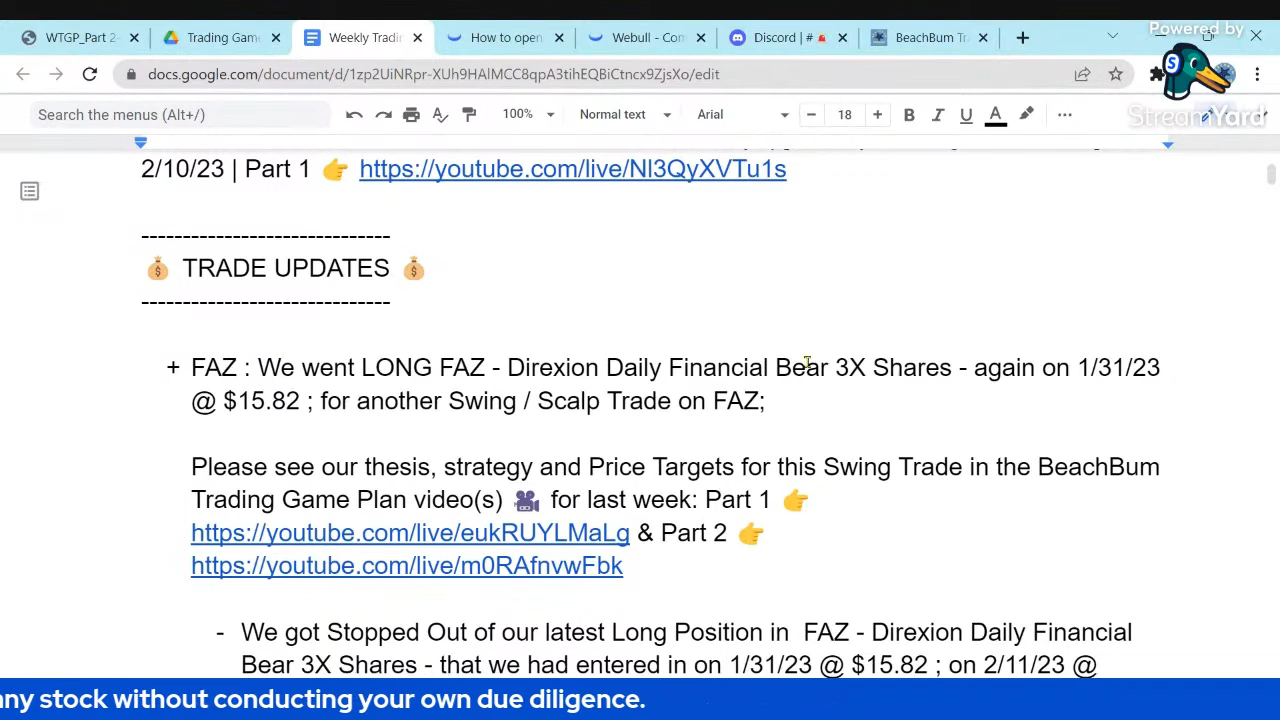 Powered by
WTGP_Part 2-
Trading Game
Weekly Tradi
How to open
Webull - Com
Discord | #
BeachBum Tra
docs.google.com/document/d/1zp2UiNRpr-XUh9HAlMCC8qpA3tihEQBiCtncx9ZjsXo/edit
StreamYard
Search the menus (Alt+/)
100%
Normal text
Arial
18
B I U A
2/10/23 | Part 1 👉 https://youtube.com/live/Nl3QyXVTu1s
------------------------------
💰 TRADE UPDATES 💰
------------------------------
+ FAZ : We went LONG FAZ - Direxion Daily Financial Bear 3X Shares - again on 1/31/23
@ $15.82 ; for another Swing / Scalp Trade on FAZ;
Please see our thesis, strategy and Price Targets for this Swing Trade in the BeachBum
Trading Game Plan video(s) 🎥 for last week: Part 1 👉
https://youtube.com/live/eukRUYLMaLg & Part 2 👉
https://youtube.com/live/m0RAfnvwFbk
- We got Stopped Out of our latest Long Position in FAZ - Direxion Daily Financial
Bear 3X Shares - that we had entered in on 1/31/23 @ $15.82 ; on 2/11/23 @
any stock without conducting your own due diligence.